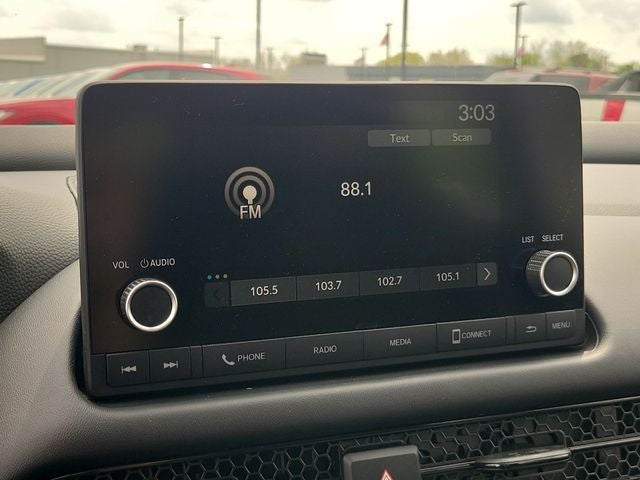 3:03
Text Scan
FM 88.1
LIST SELECT
VOL AUDIO
105.5 103.7 102.7 105.1
PHONE RADIO MEDIA CONNECT MENU